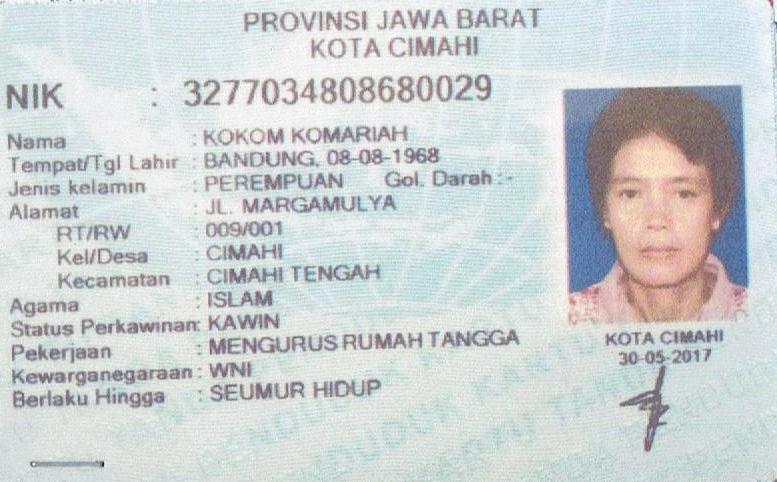 PROVINSI JAWA BARAT
KOTA CIMAHI
NIK : 3277034808680029
Nama : KOKOM KOMARIAH
Tempat/Tgl Lahir : BANDUNG, 08-08-1968
Jenis kelamin : PEREMPUAN Gol. Darah :-
Alamat : JL. MARGAMULYA
RT/RW : 009/001
Kel/Desa : CIMAHI
Kecamatan : CIMAHI TENGAH
Agama : ISLAM
Status Perkawinan: KAWIN
Pekerjaan : MENGURUS RUMAH TANGGA
Kewarganegaraan : WNI
Berlaku Hingga : SEUMUR HIDUP
KOTA CIMAHI
30-05-2017